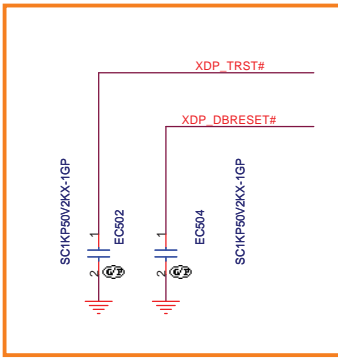 XDP_TRST#
XDP_DBRESET#
SC1KP50V2KX-1GP
EC502
EC504
SC1KP50V2KX-1GP
1
1
2
2